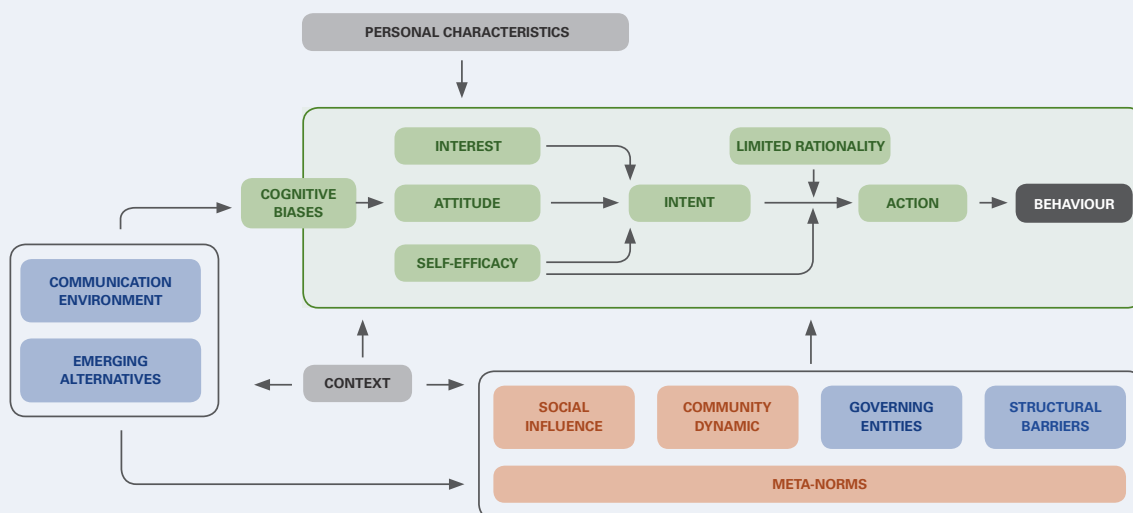 PERSONAL CHARACTERISTICS
INTEREST
LIMITED RATIONALITY
COGNITIVE
BIASES
ATTITUDE
INTENT
ACTION
BEHAVIOUR
SELF-EFFICACY
COMMUNICATION
ENVIRONMENT
EMERGING
ALTERNATIVES
CONTEXT
SOCIAL
INFLUENCE
COMMUNITY
DYNAMIC
GOVERNING
ENTITIES
STRUCTURAL
BARRIERS
META-NORMS